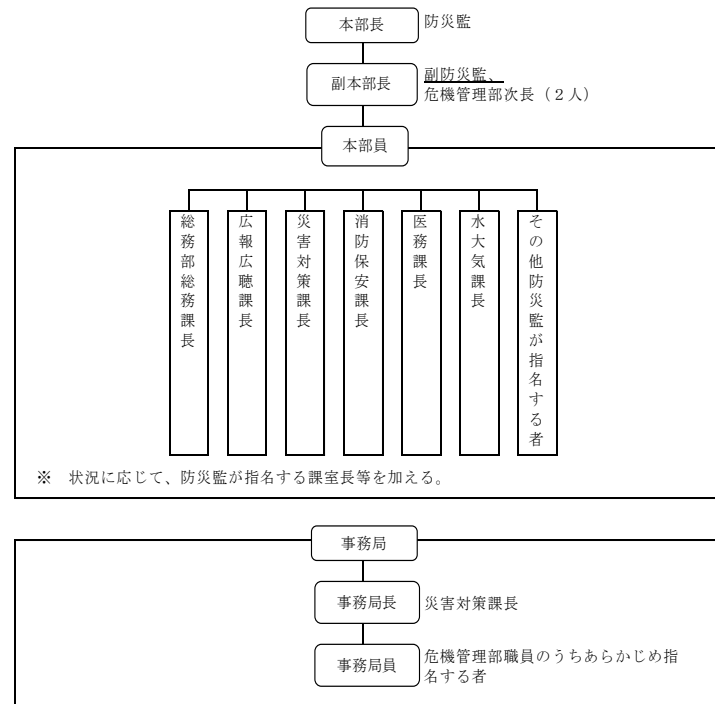 本部長
防災監
副本部長
副防災監、
危機管理部次長（２人）
本部員
総務部総務課長
広報広聴課長
災害対策課長
消防保安課長
医務課長
水大気課長
その他防災監が指名する者
※　状況に応じて、防災監が指名する課室長等を加える。
事務局
事務局長
災害対策課長
事務局員
危機管理部職員のうちあらかじめ指
名する者